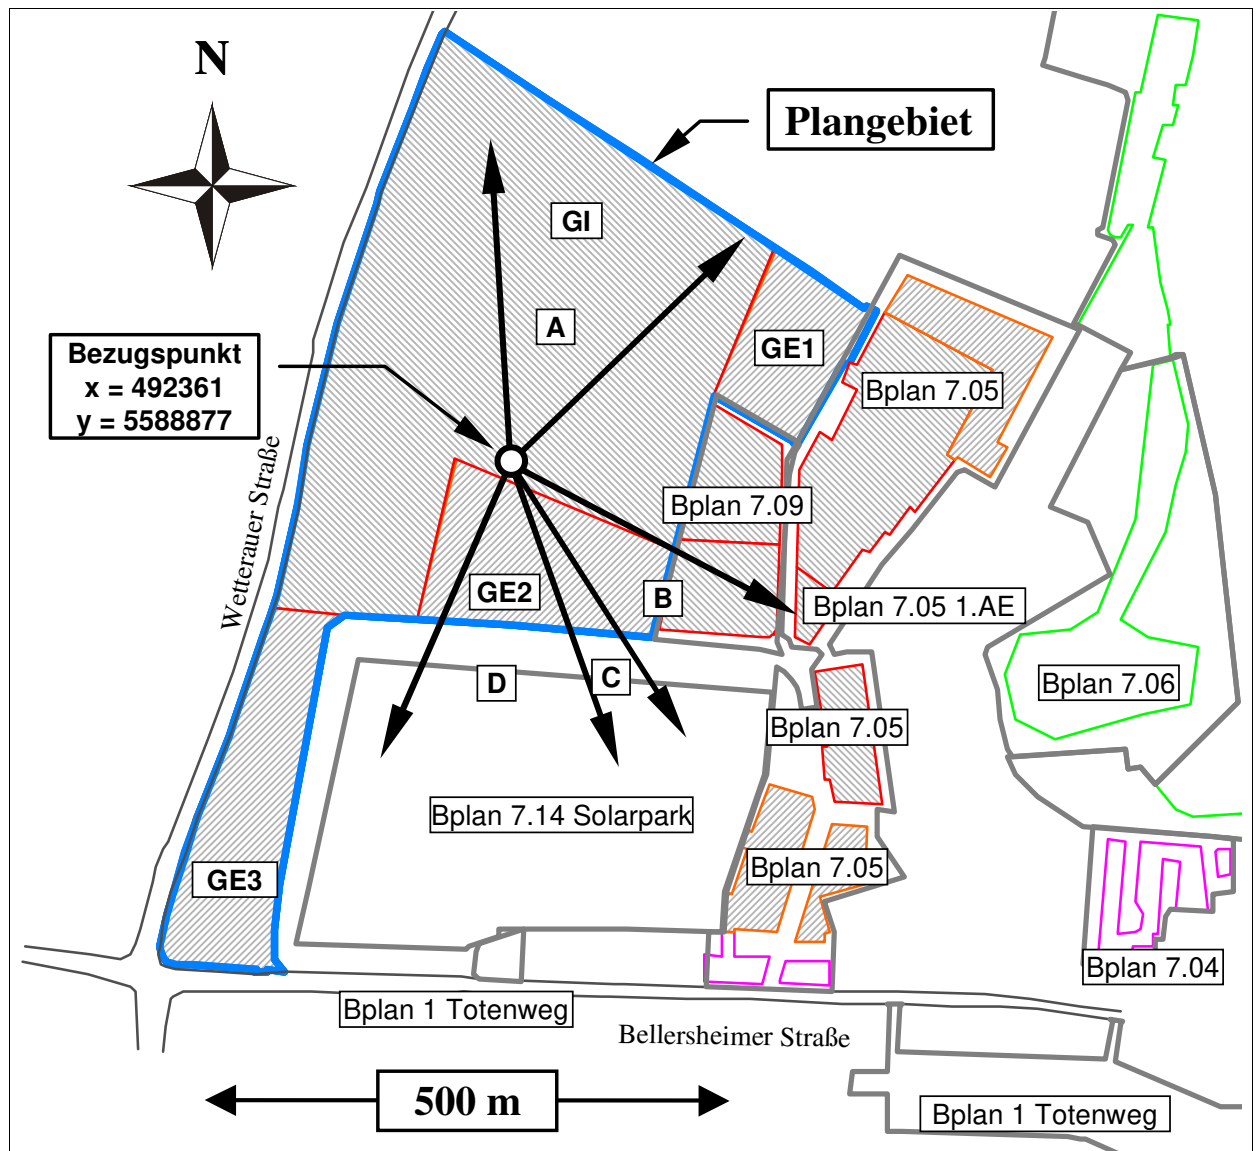 N
Plangebiet
GI
A
GE1
Bezugspunkt
x = 492361
y = 5588877
Bplan 7.05
Wetterauer Straße
Bplan 7.09
GE2
B
Bplan 7.05 1.AE
D
C
Bplan 7.06
Bplan 7.05
Bplan 7.14 Solarpark
Bplan 7.05
GE3
Bplan 7.04
Bplan 1 Totenweg
Bellersheimer Straße
500 m
Bplan 1 Totenweg